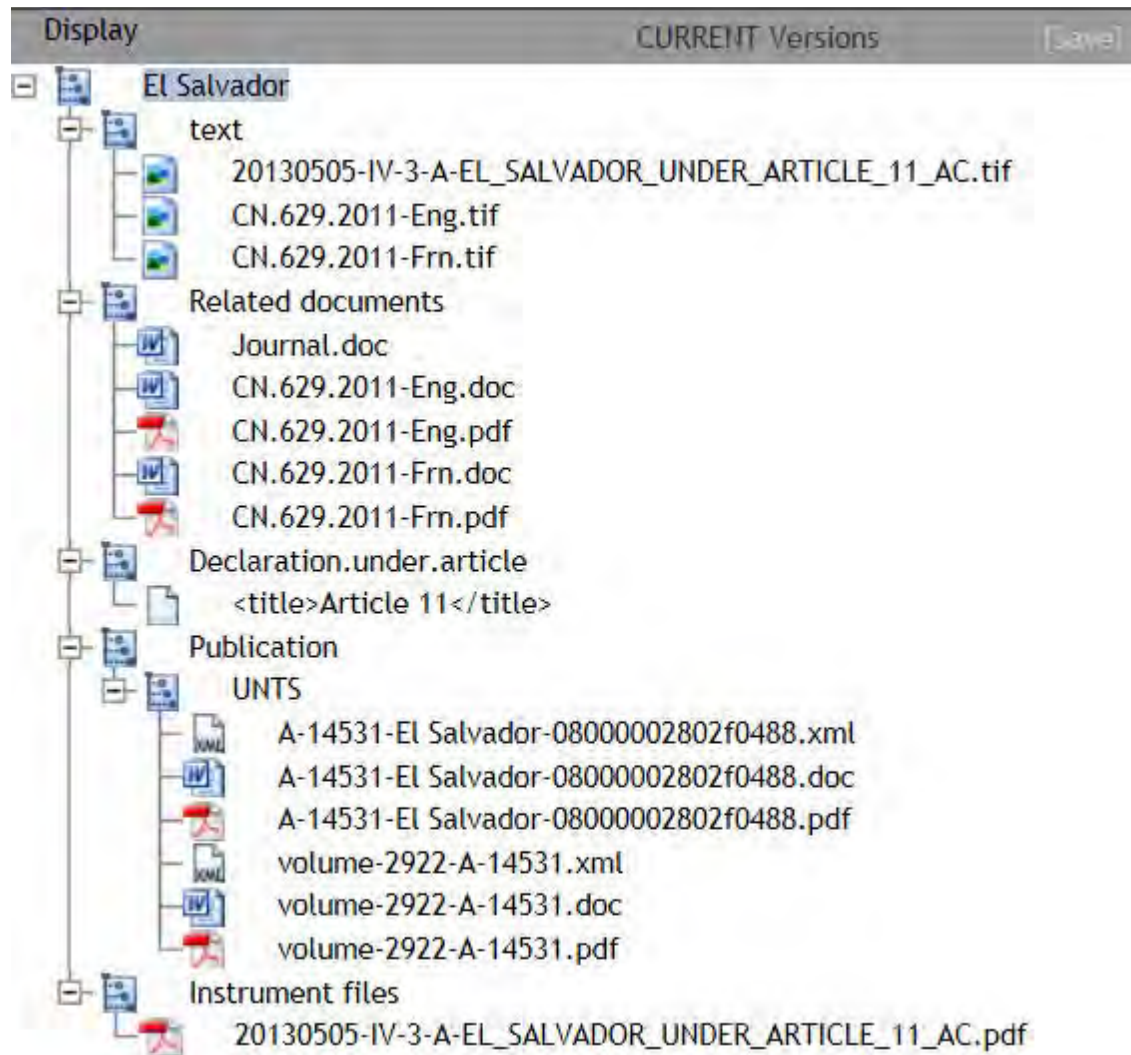 Display CURRENT Versions [Save]
El Salvador
text
20130505-IV-3-A-EL_SALVADOR_UNDER_ARTICLE_11_AC.tif
CN.629.2011-Eng.tif
CN.629.2011-Frn.tif
Related documents
Journal.doc
CN.629.2011-Eng.doc
CN.629.2011-Eng.pdf
CN.629.2011-Frn.doc
CN.629.2011-Frn.pdf
Declaration.under.article
<title>Article 11</title>
Publication
UNTS
A-14531-El Salvador-08000002802f0488.xml
A-14531-El Salvador-08000002802f0488.doc
A-14531-El Salvador-08000002802f0488.pdf
volume-2922-A-14531.xml
volume-2922-A-14531.doc
volume-2922-A-14531.pdf
Instrument files
20130505-IV-3-A-EL_SALVADOR_UNDER_ARTICLE_11_AC.pdf